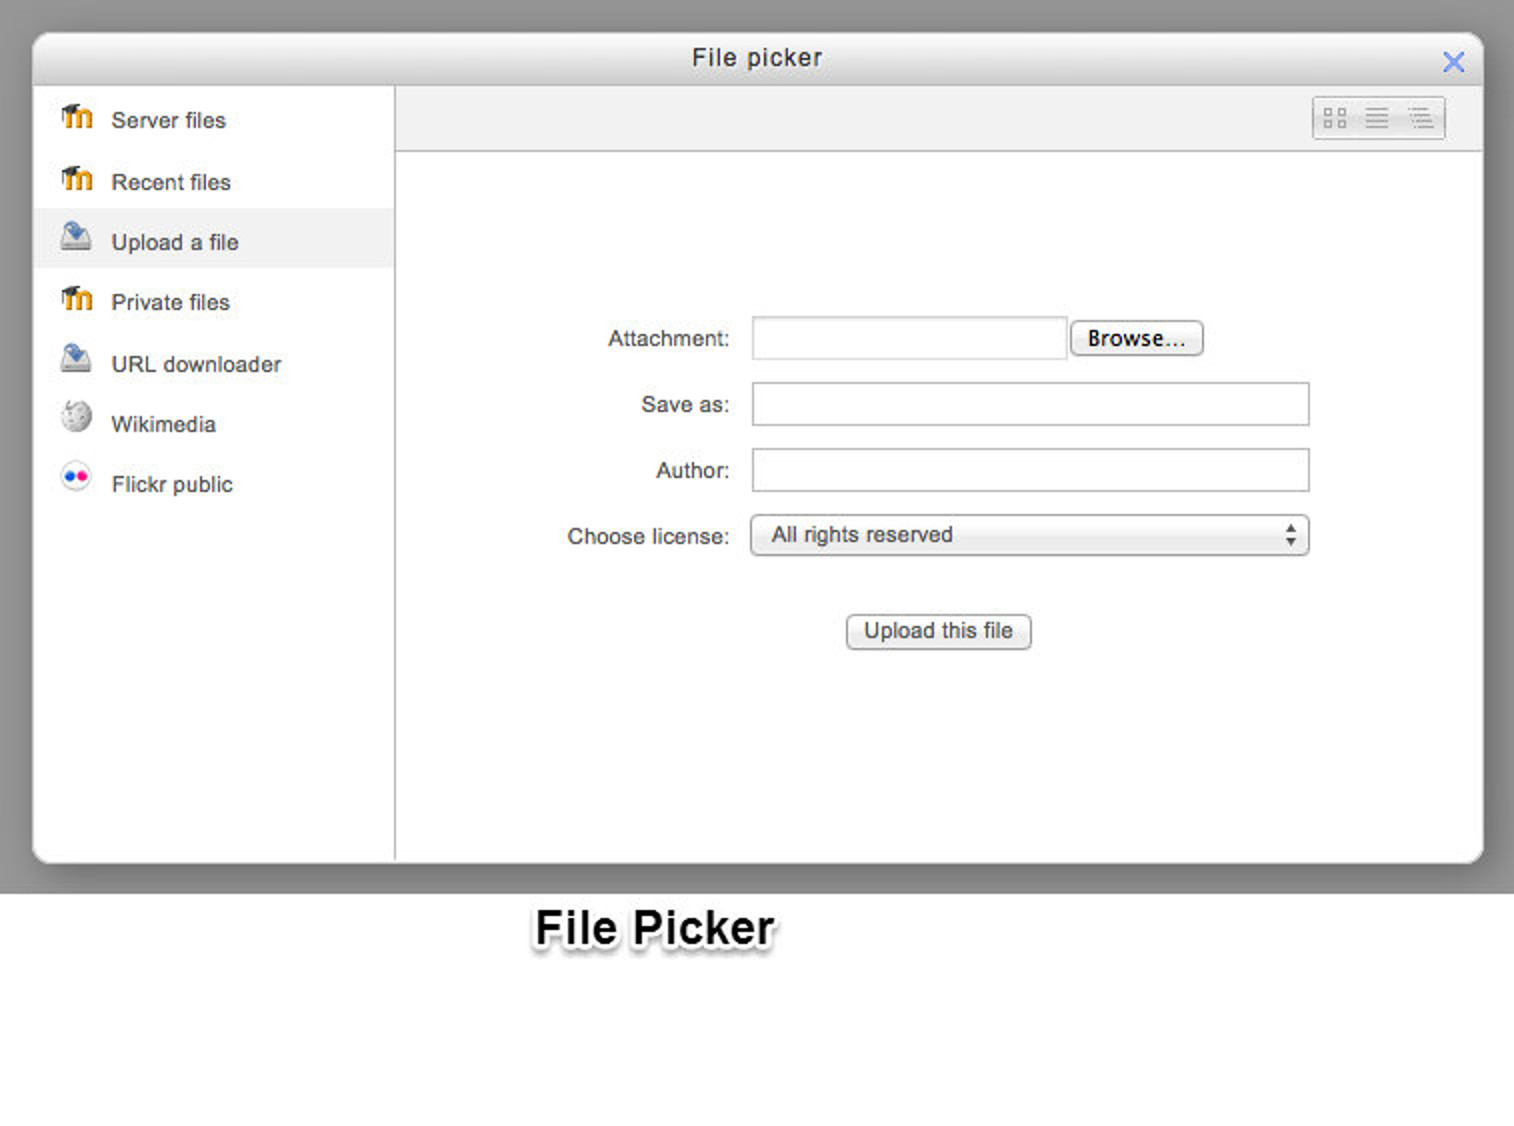 File picker
Server files
Recent files
Upload a file
Private files
URL downloader
Wikimedia
Flickr public
Attachment:
Browse...
Save as:
Author:
Choose license:
All rights reserved
Upload this file
File Picker